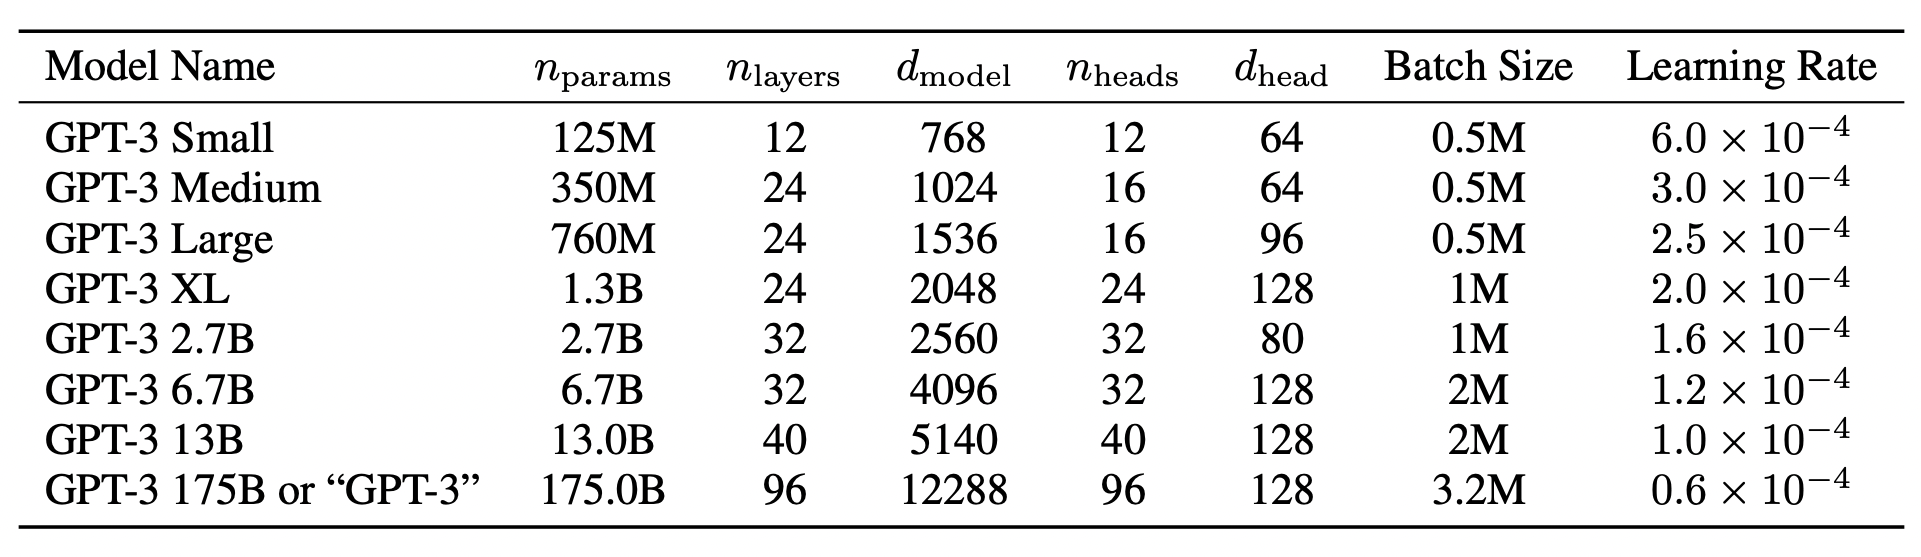 Model Name n_params n_layers d_model n_heads d_head Batch Size Learning Rate
GPT-3 Small 125M 12 768 12 64 0.5M 6.0 × 10^−4
GPT-3 Medium 350M 24 1024 16 64 0.5M 3.0 × 10^−4
GPT-3 Large 760M 24 1536 16 96 0.5M 2.5 × 10^−4
GPT-3 XL 1.3B 24 2048 24 128 1M 2.0 × 10^−4
GPT-3 2.7B 2.7B 32 2560 32 80 1M 1.6 × 10^−4
GPT-3 6.7B 6.7B 32 4096 32 128 2M 1.2 × 10^−4
GPT-3 13B 13.0B 40 5140 40 128 2M 1.0 × 10^−4
GPT-3 175B or “GPT-3” 175.0B 96 12288 96 128 3.2M 0.6 × 10^−4